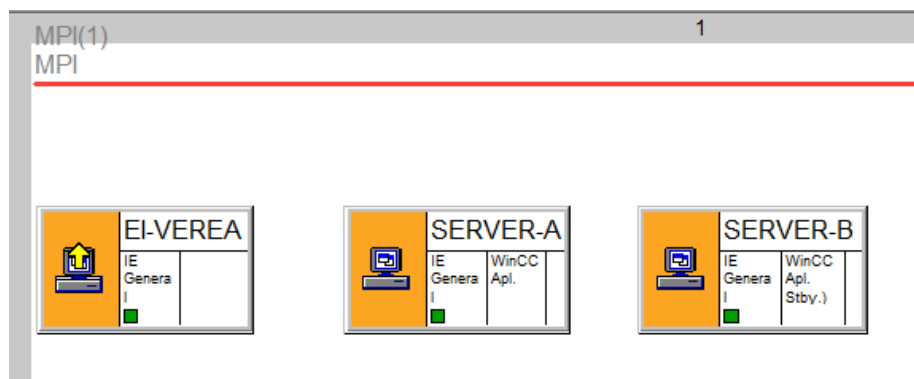 1
MPI(1)
MPI
EI-VEREA
IE
Genera
l
SERVER-A
IE
Genera
l
WinCC
Apl.
SERVER-B
IE
Genera
l
WinCC
Apl.
Stby.)